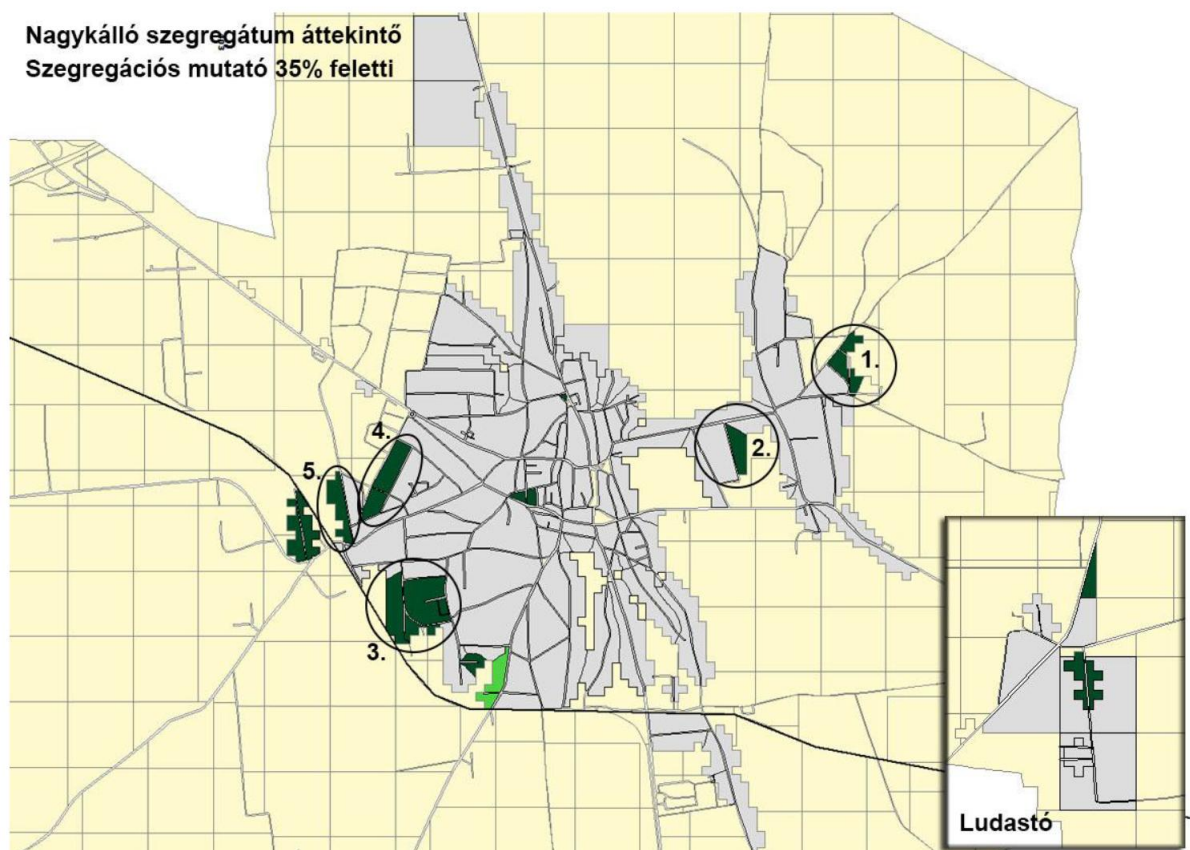 Nagykálló szegregátum áttekintő
Szegregációs mutató 35% feletti
1.
2.
4.
5.
3.
Ludastó